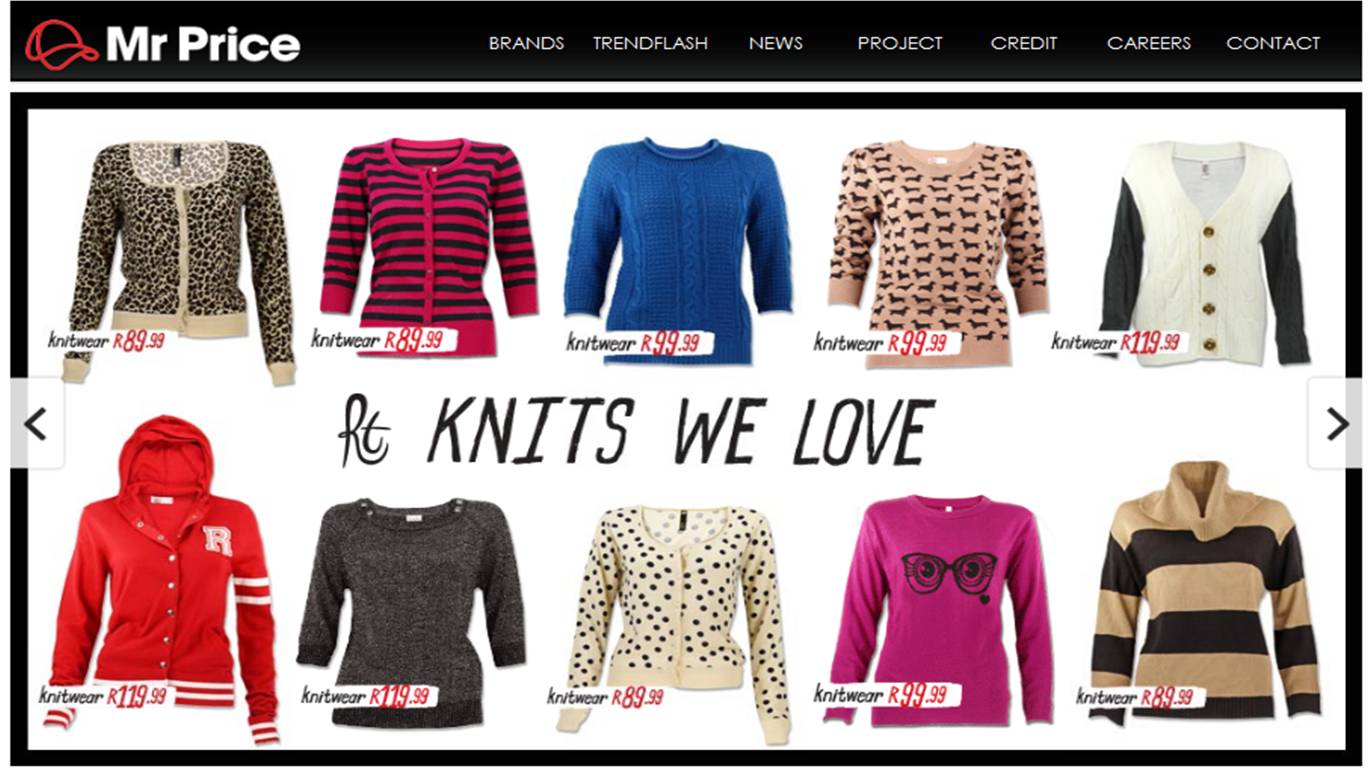 Mr Price
BRANDS TRENDFLASH NEWS PROJECT CREDIT CAREERS CONTACT
knitwear R89.99
knitwear R89.99
knitwear R99.99
knitwear R99.99
knitwear R119.99
<
>
Rt KNITS WE LOVE
R
knitwear R119.99
knitwear R119.99
knitwear R89.99
knitwear R99.99
knitwear R89.99